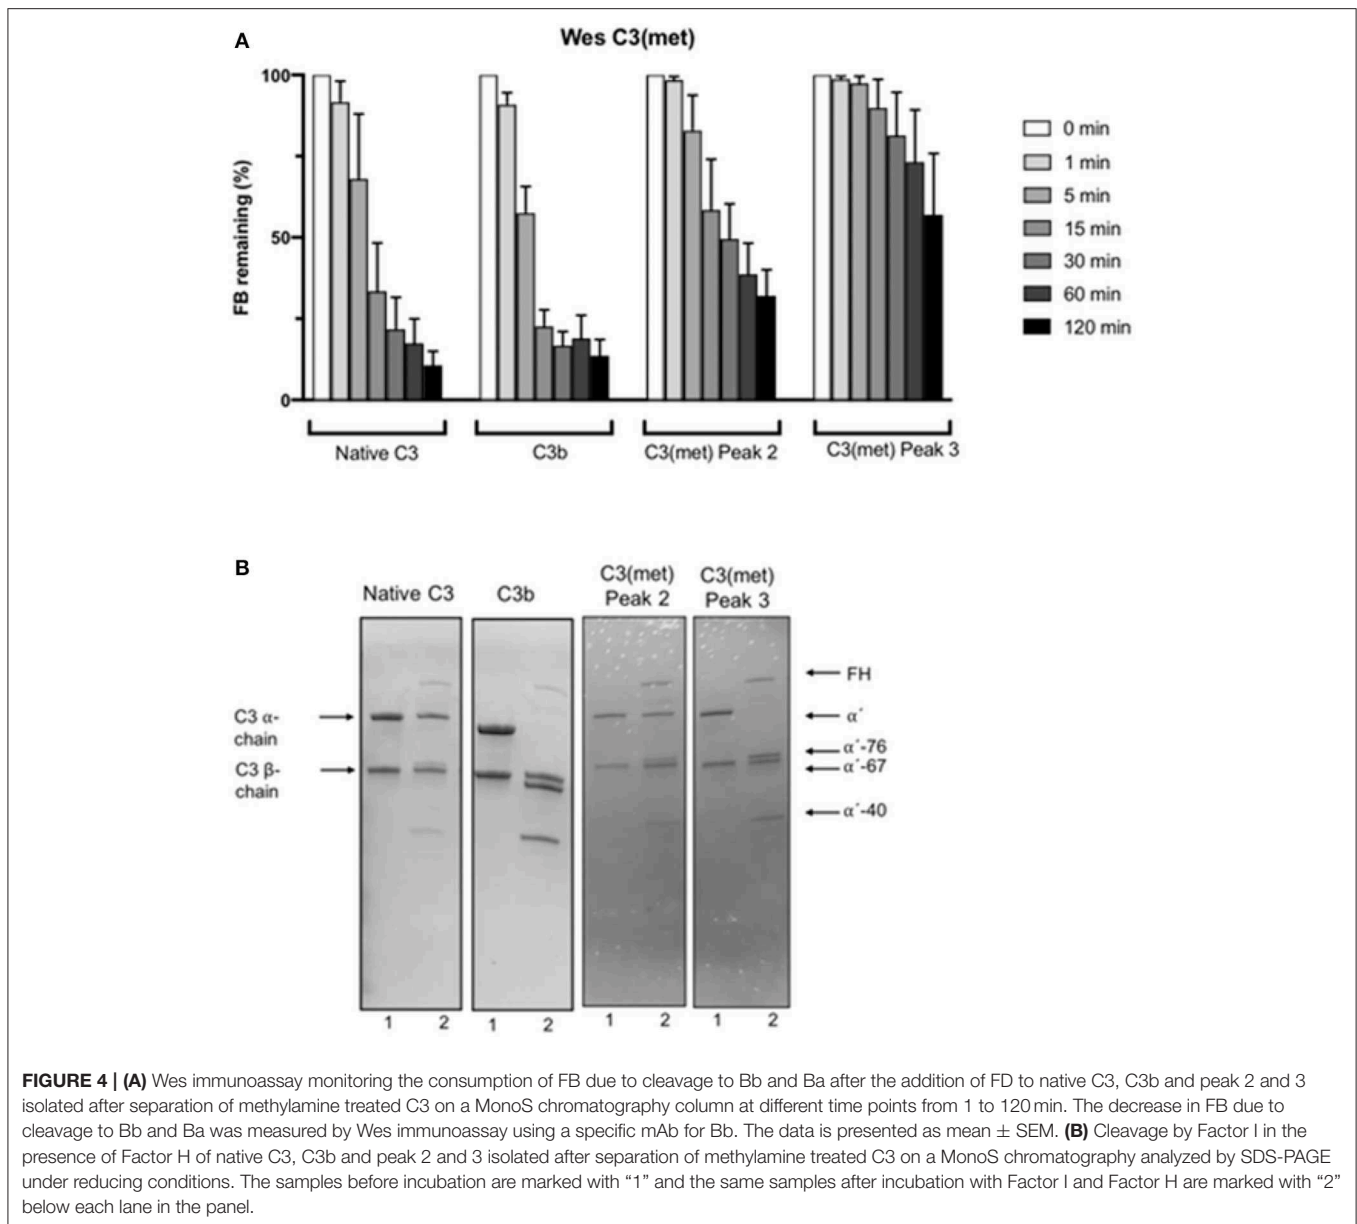 A
Wes C3(met)
100
50
0
FB remaining (%)
0 min
1 min
5 min
15 min
30 min
60 min
120 min
Native C3
C3b
C3(met) Peak 2
C3(met) Peak 3
B
Native C3
C3b
C3(met)
Peak 2
C3(met)
Peak 3
C3 α-
chain
C3 β-
chain
FH
α´
α´-76
α´-67
α´-40
1
2
1
2
1
2
1
2
FIGURE 4 | (A) Wes immunoassay monitoring the consumption of FB due to cleavage to Bb and Ba after the addition of FD to native C3, C3b and peak 2 and 3
isolated after separation of methylamine treated C3 on a MonoS chromatography column at different time points from 1 to 120 min. The decrease in FB due to
cleavage to Bb and Ba was measured by Wes immunoassay using a specific mAb for Bb. The data is presented as mean ± SEM. (B) Cleavage by Factor I in the
presence of Factor H of native C3, C3b and peak 2 and 3 isolated after separation of methylamine treated C3 on a MonoS chromatography analyzed by SDS-PAGE
under reducing conditions. The samples before incubation are marked with “1” and the same samples after incubation with Factor I and Factor H are marked with “2”
below each lane in the panel.